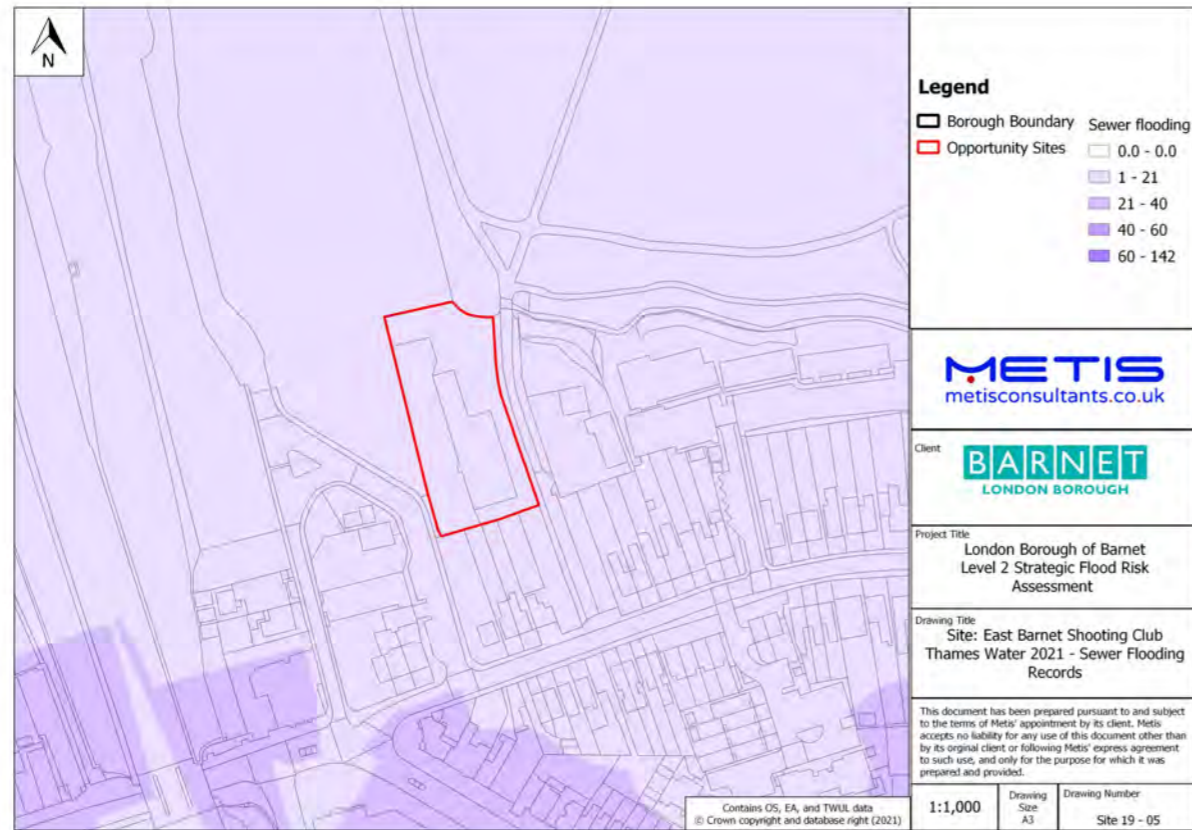 N
Legend
Borough Boundary
Opportunity Sites
Sewer flooding
0.0 - 0.0
1 - 21
21 - 40
40 - 60
60 - 142
METIS
metisconsultants.co.uk
Client
BARNET
LONDON BOROUGH
Project Title
London Borough of Barnet
Level 2 Strategic Flood Risk
Assessment
Drawing Title
Site: East Barnet Shooting Club
Thames Water 2021 - Sewer Flooding
Records
This document has been prepared pursuant to and subject
to the terms of Metis' appointment by its client. Metis
accepts no liability for any use of this document other than
by its orginal client or following Metis' express agreement
to such use, and only for the purpose for which it was
prepared and provided.
Contains OS, EA, and TWUL data
© Crown copyright and database right (2021)
1:1,000
Drawing
Size
A3
Drawing Number
Site 19 - 05